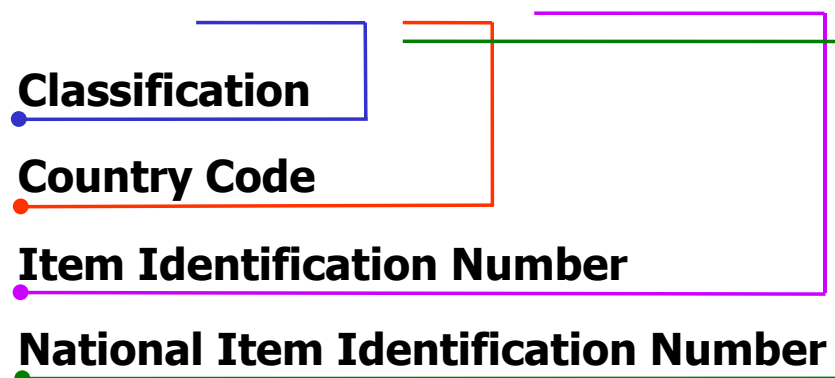 Classification
Country Code
Item Identification Number
National Item Identification Number